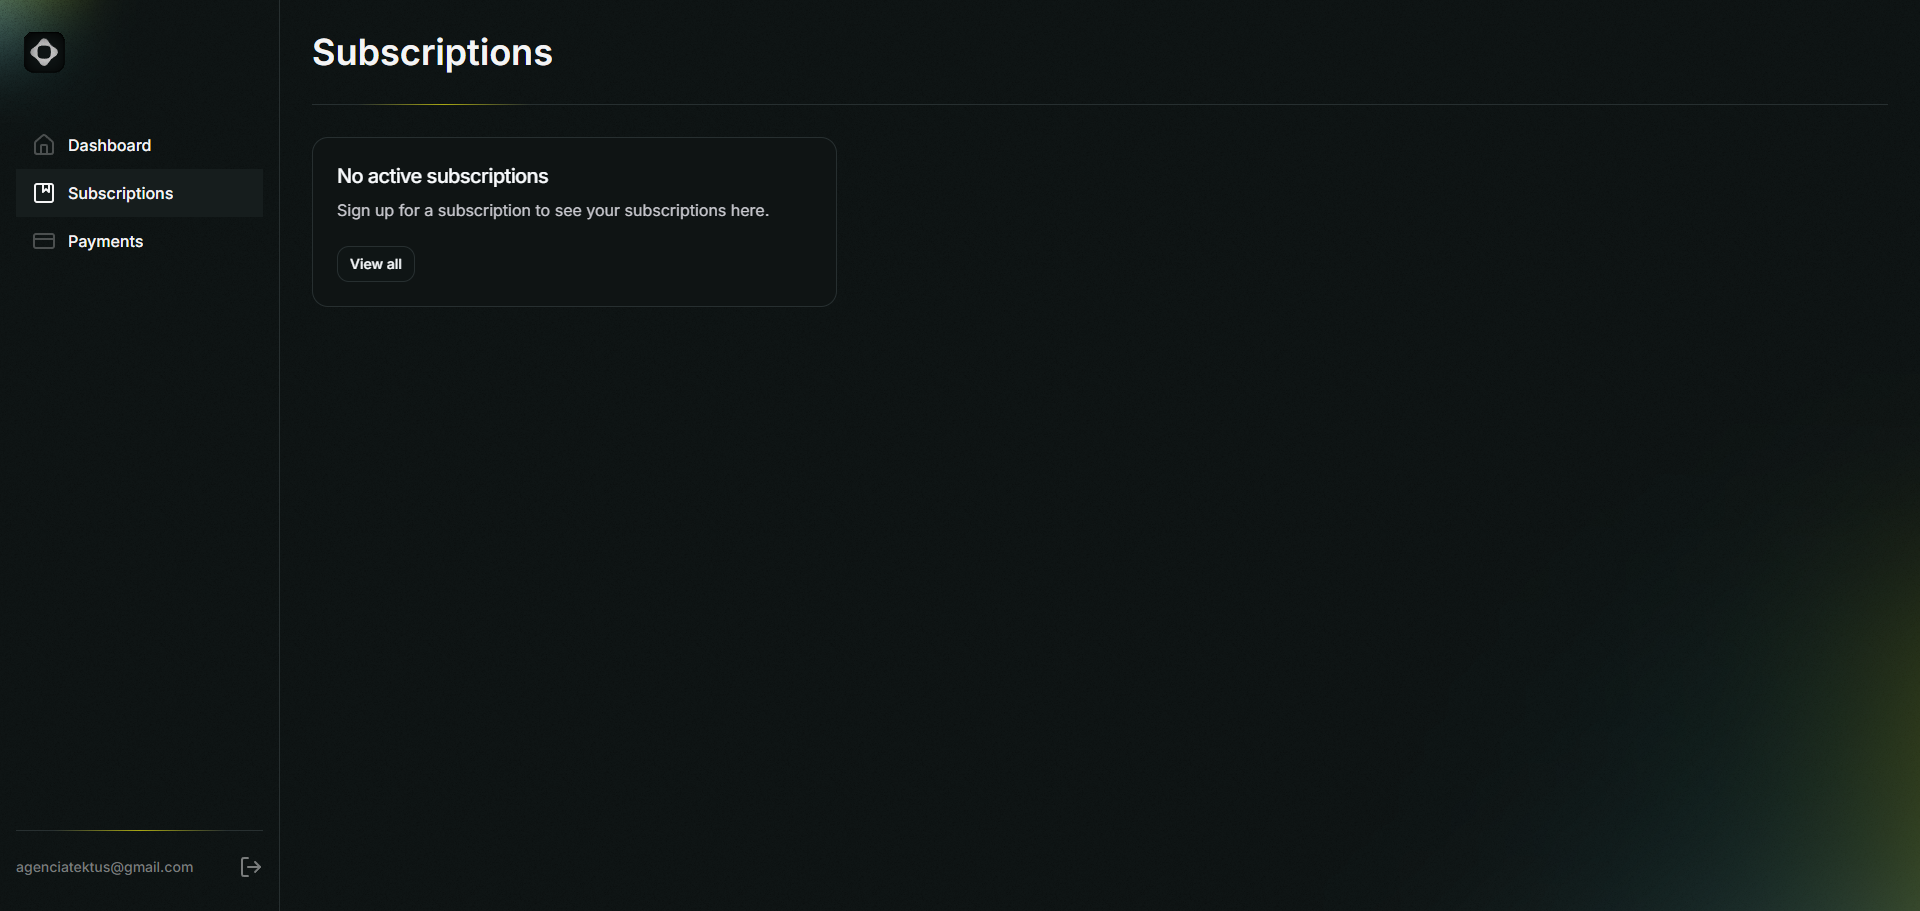 Subscriptions
Dashboard
Subscriptions
Payments
No active subscriptions
Sign up for a subscription to see your subscriptions here.
View all
agenciatektus@gmail.com